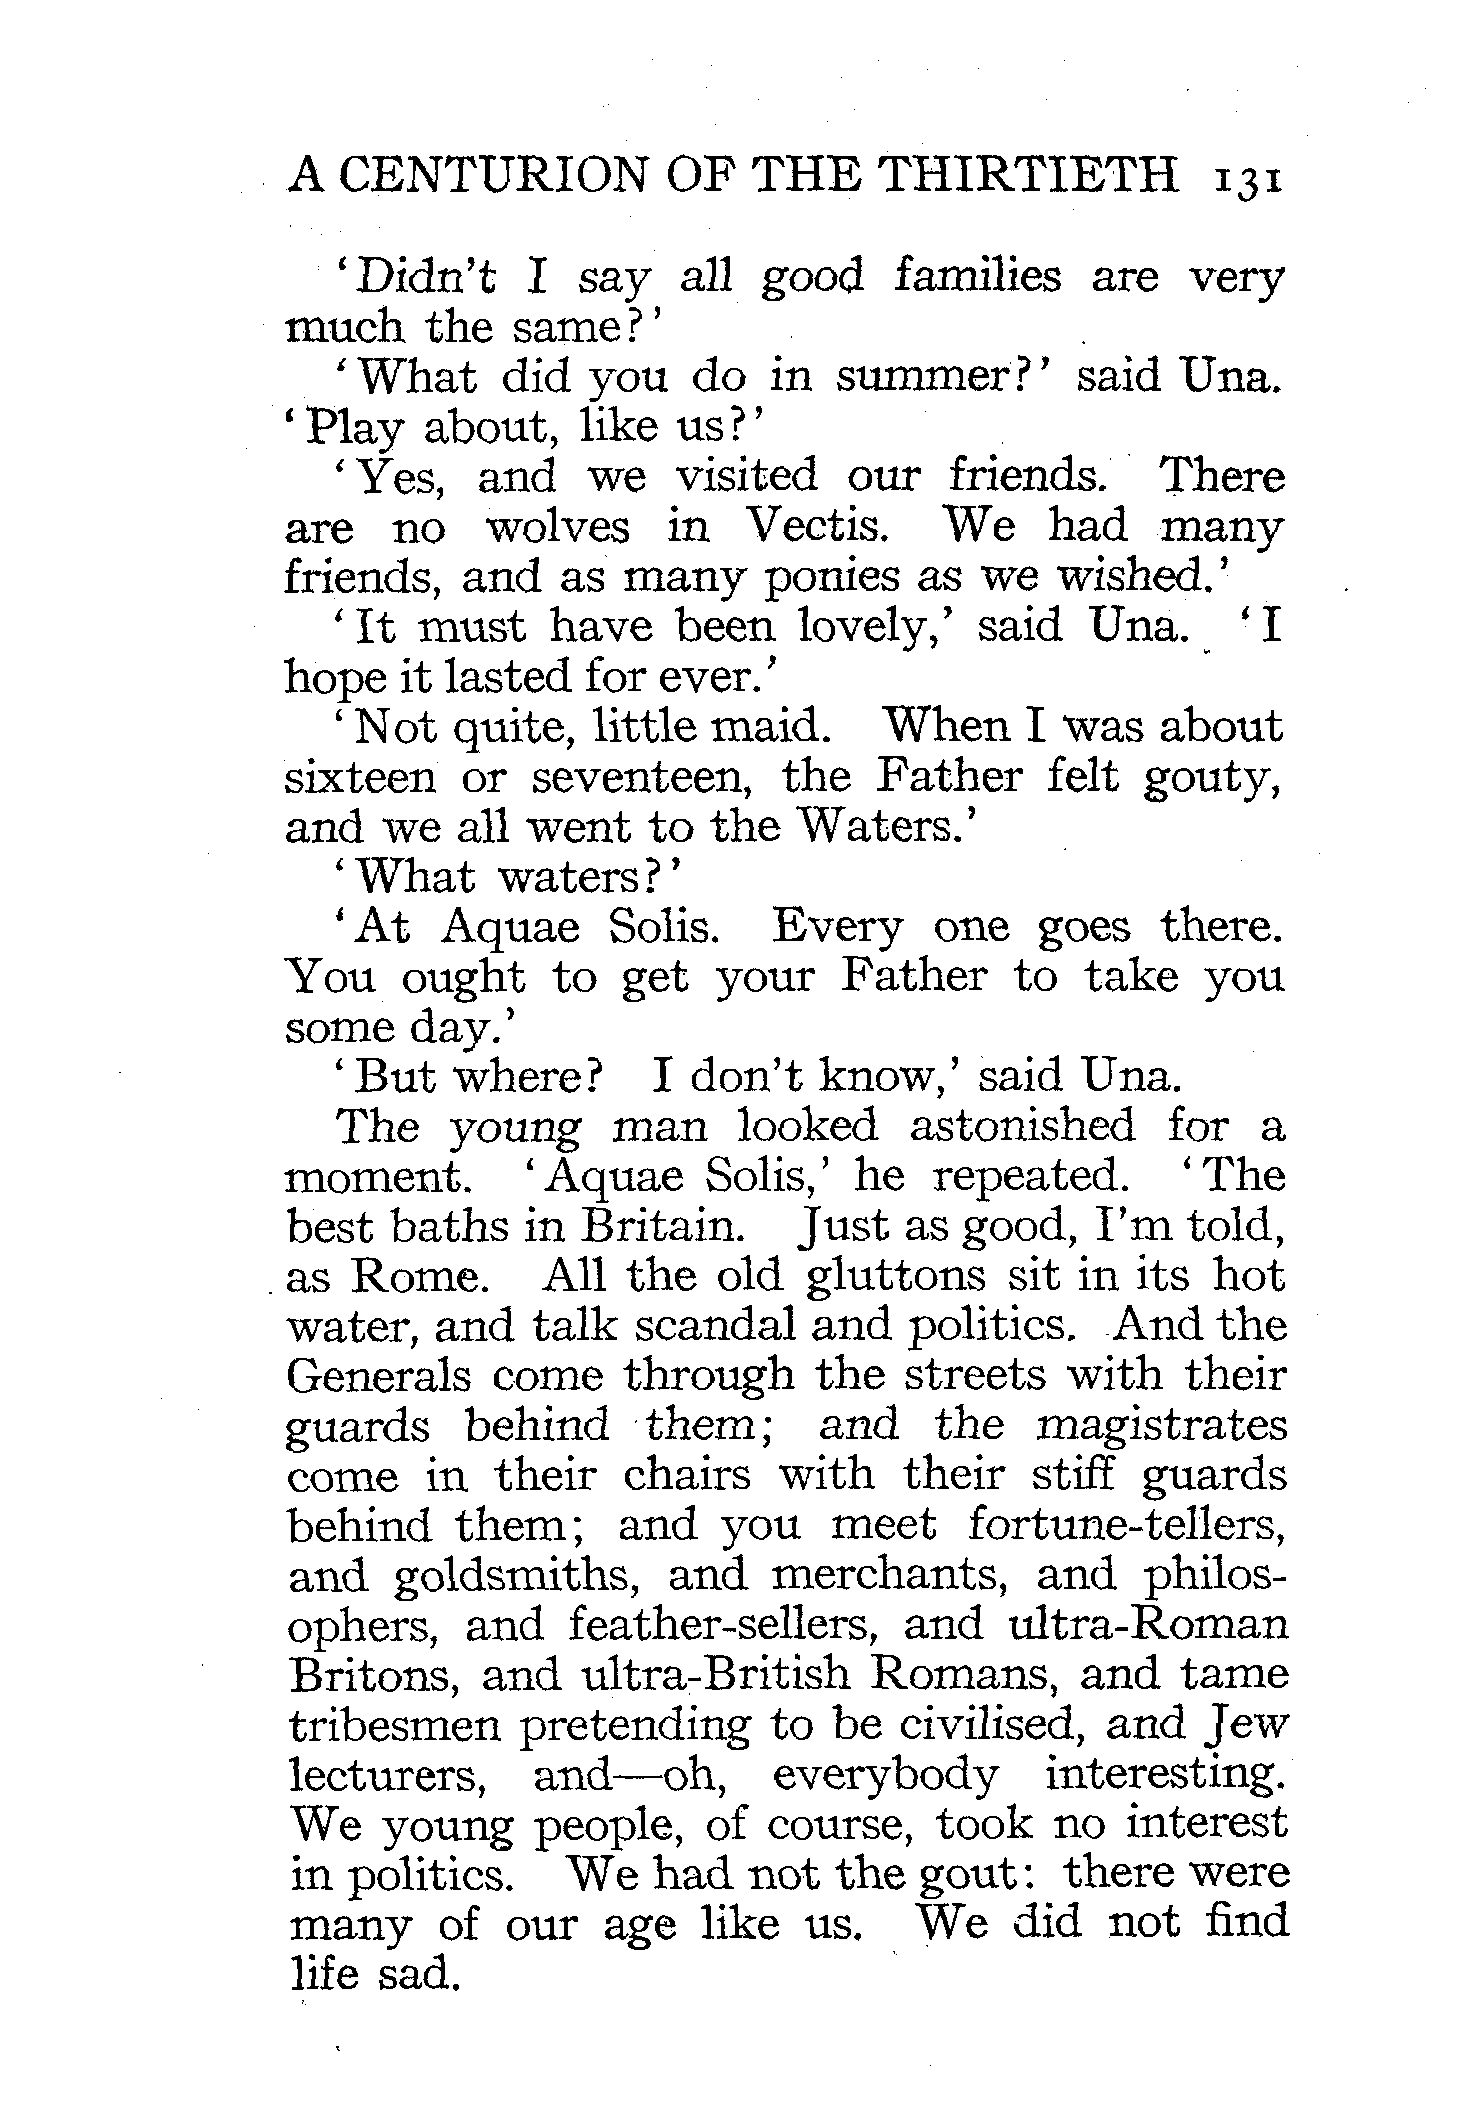 A CENTURION OF THE THIRTIETH 131
'Didn't I say all good families are very
much the same?'
'What did you do in summer?' said Una.
'Play about, like us?'
'Yes, and we visited our friends. There
are no wolves in Vectis. We had many
friends, and as many ponies as we wished.'
'It must have been lovely,' said Una. 'I
hope it lasted for ever.'
'Not quite, little maid. When I was about
sixteen or seventeen, the Father felt gouty,
and we all went to the Waters.'
'What waters?'
'At Aquae Solis. Every one goes there.
You ought to get your Father to take you
some day.'
'But where? I don't know,' said Una.
The young man looked astonished for a
moment. 'Aquae Solis,' he repeated. 'The
best baths in Britain. Just as good, I'm told,
as Rome. All the old gluttons sit in its hot
water, and talk scandal and politics. And the
Generals come through the streets with their
guards behind them; and the magistrates
come in their chairs with their stiff guards
behind them; and you meet fortune-tellers,
and goldsmiths, and merchants, and philos-
ophers, and feather-sellers, and ultra-Roman
Britons, and ultra-British Romans, and tame
tribesmen pretending to be civilised, and Jew
lecturers, and—oh, everybody interesting.
We young people, of course, took no interest
in politics. We had not the gout: there were
many of our age like us. We did not find
life sad.